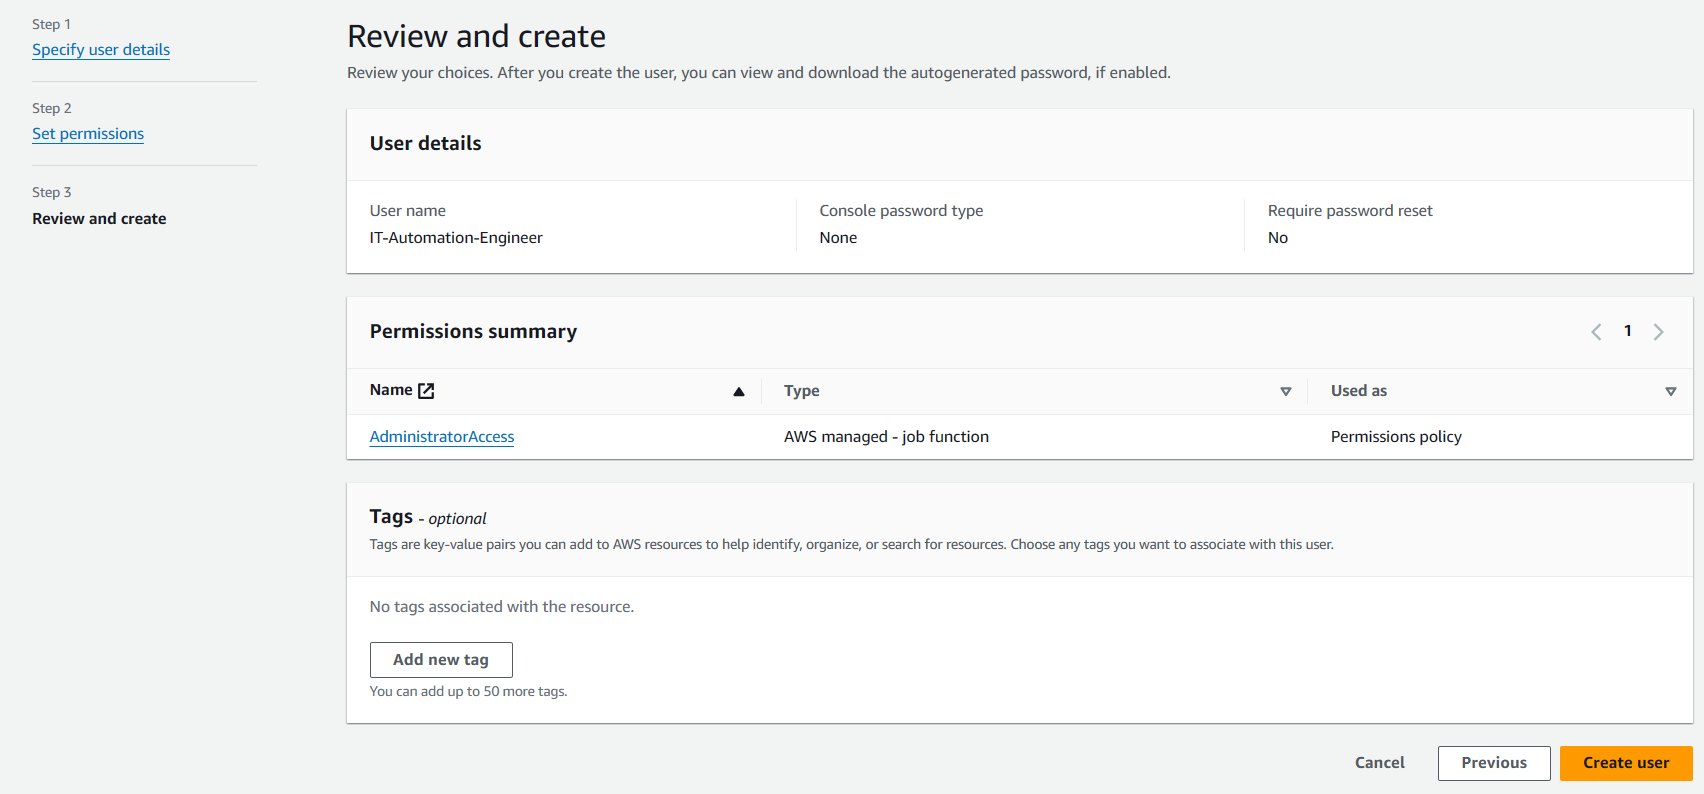 Step 1
Specify user details
Step 2
Set permissions
Step 3
Review and create
Review and create
Review your choices. After you create the user, you can view and download the autogenerated password, if enabled.
User details
User name
IT-Automation-Engineer
Console password type
None
Require password reset
No
Permissions summary
1
Name
Type
Used as
AdministratorAccess
AWS managed - job function
Permissions policy
Tags - optional
Tags are key-value pairs you can add to AWS resources to help identify, organize, or search for resources. Choose any tags you want to associate with this user.
No tags associated with the resource.
Add new tag
You can add up to 50 more tags.
Cancel
Previous
Create user